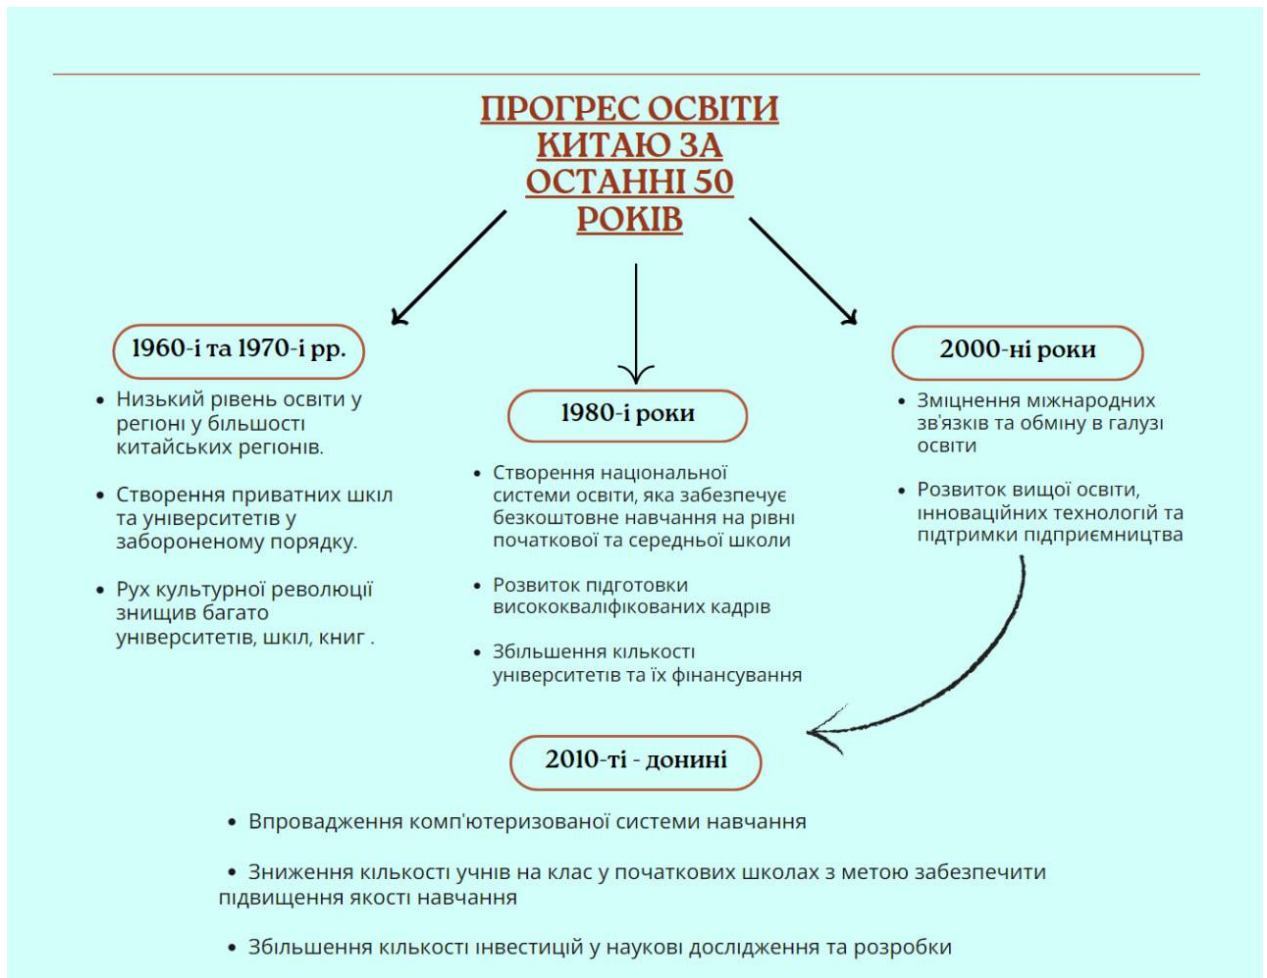 ПРОГРЕС ОСВІТИ
КИТАЮ ЗА
ОСТАННІ 50
РОКІВ
1960-і та 1970-і рр.
• Низький рівень освіти у
регіоні у більшості
китайських регіонів.
• Створення приватних шкіл
та університетів у
забороненому порядку.
• Рух культурної революції
знищив багато
університетів, шкіл, книг .
1980-і роки
• Створення національної
системи освіти, яка забезпечує
безкоштовне навчання на рівні
початкової та середньої школи
• Розвиток підготовки
висококваліфікованих кадрів
• Збільшення кількості
університетів та їх фінансування
2000-ні роки
• Зміцнення міжнародних
зв'язків та обміну в галузі
освіти
• Розвиток вищої освіти,
інноваційних технологій та
підтримки підприємництва
2010-ті - донині
• Впровадження комп'ютеризованої системи навчання
• Зниження кількості учнів на клас у початкових школах з метою забезпечити
підвищення якості навчання
• Збільшення кількості інвестицій у наукові дослідження та розробки